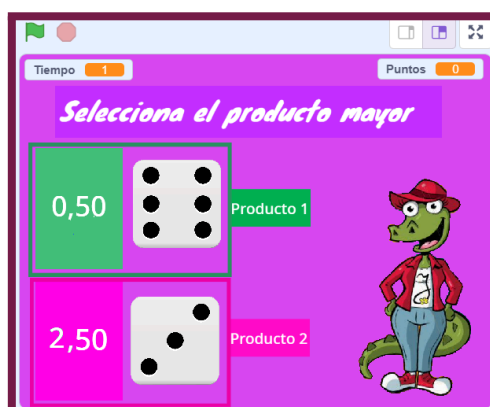 Tiempo 1
Puntos 0
Selecciona el producto mayor
0,50
Producto 1
2,50
Producto 2